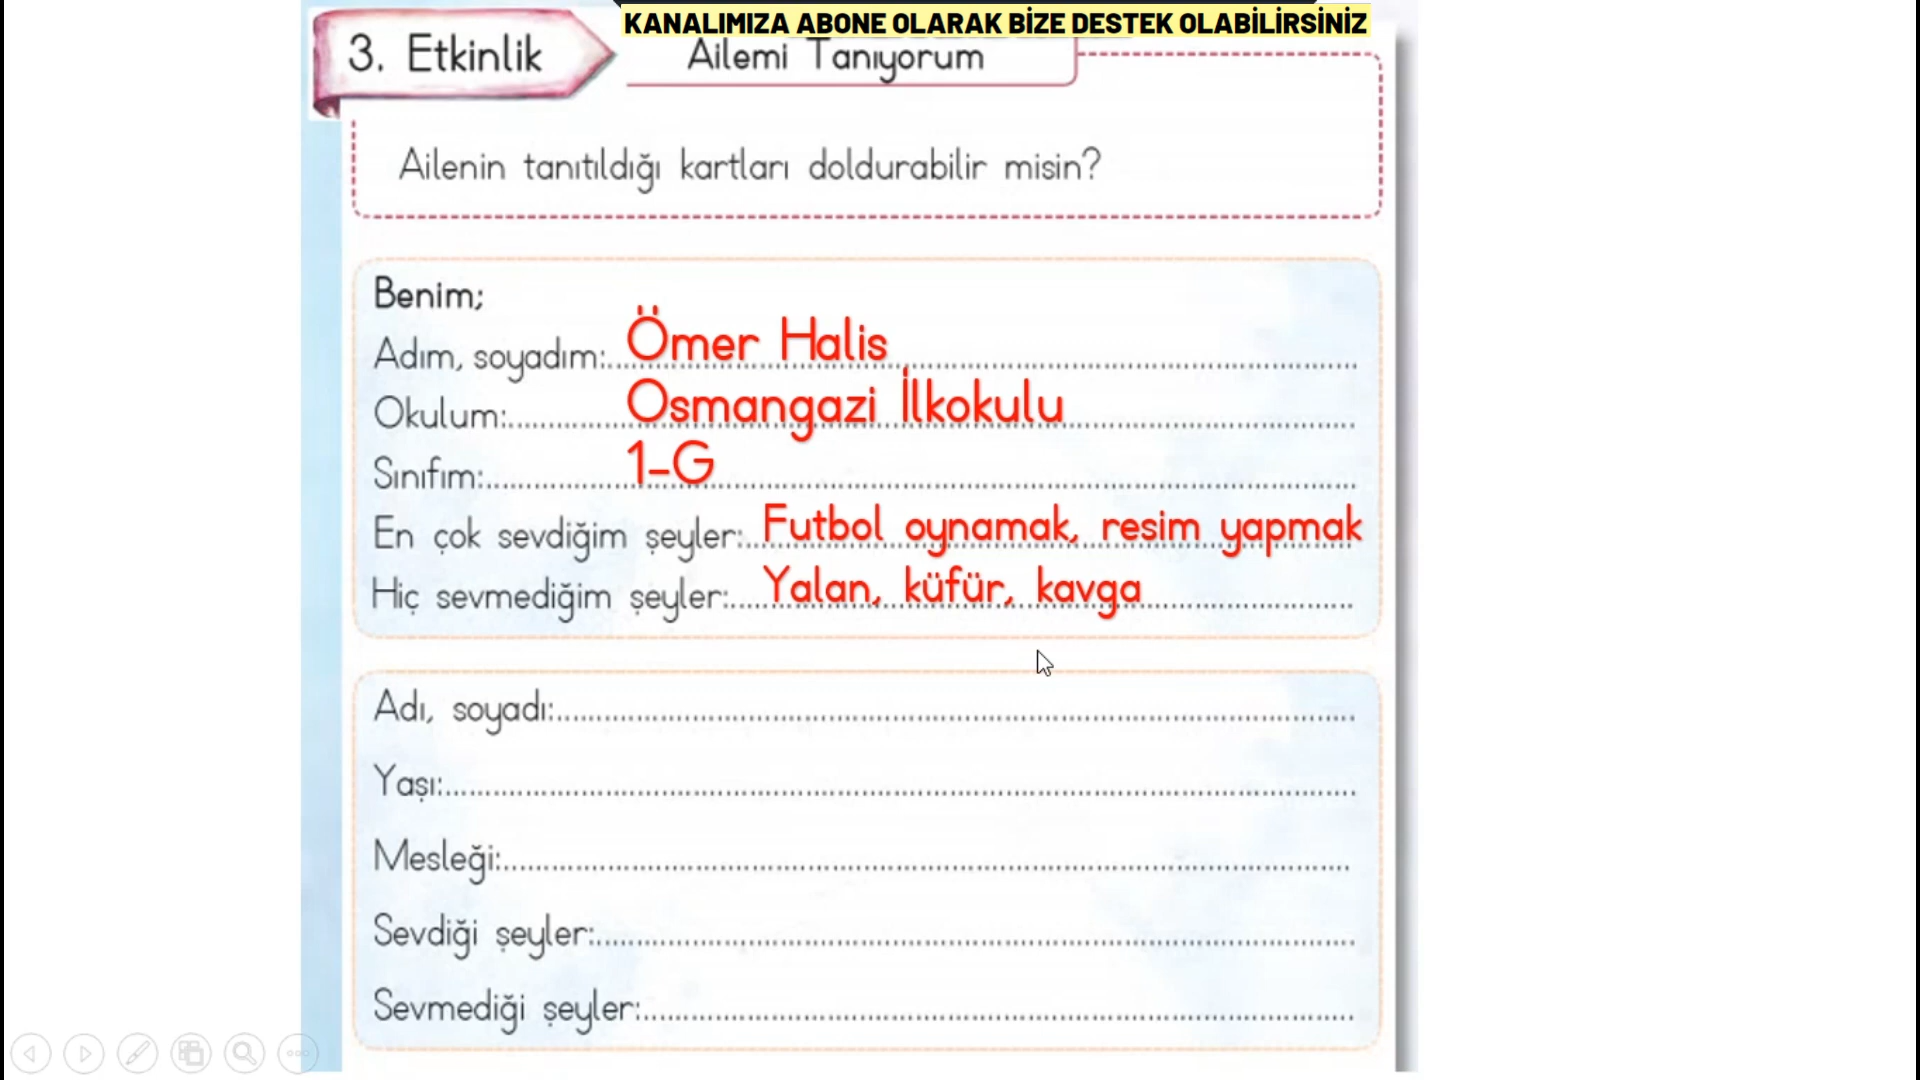 KANALIMIZA ABONE OLARAK BİZE DESTEK OLABİLİRSİNİZ
3. Etkinlik
Ailemi Tanıyorum
Ailenin tanıtıldığı kartları doldurabilir misin?
Benim;
Adım, soyadım: Ömer Halis
Okulum: Osmangazi İlkokulu
Sınıfım: 1-G
En çok sevdiğim şeyler: Futbol oynamak, resim yapmak
Hiç sevmediğim şeyler: Yalan, küfür, kavga
Adı, soyadı:
Yaşı:
Mesleği:
Sevdiği şeyler:
Sevmediği şeyler: